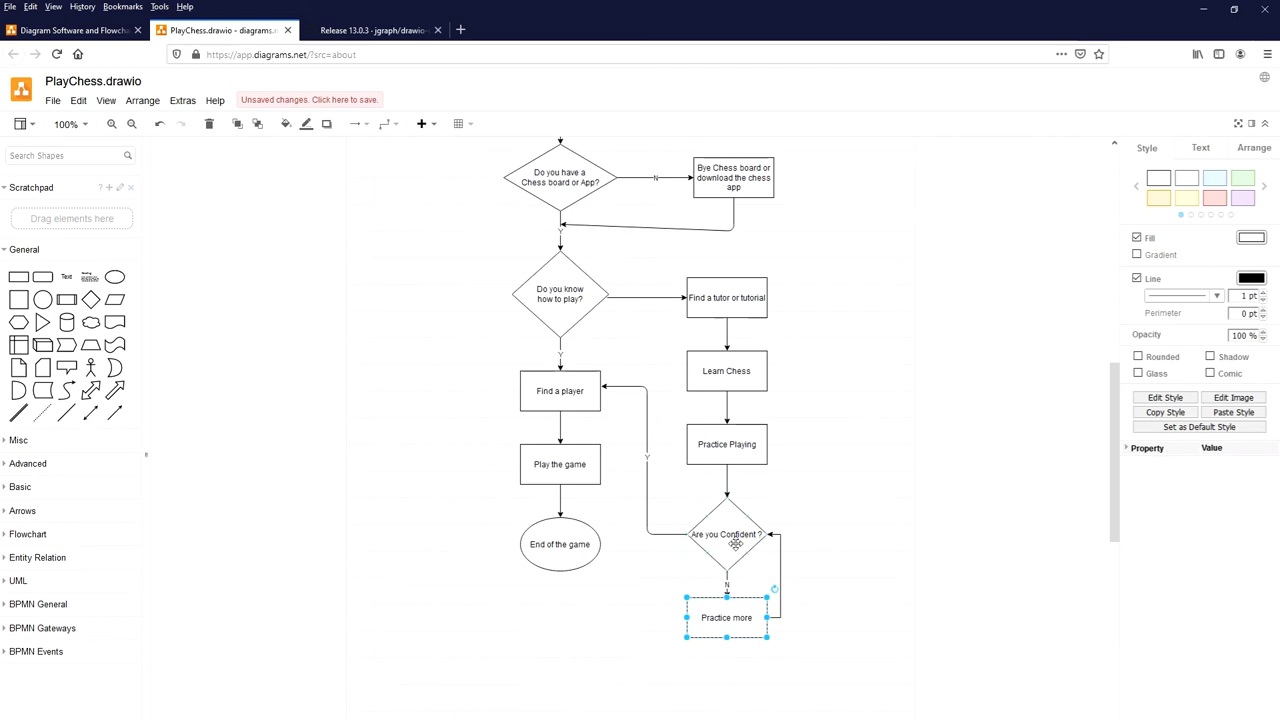 File Edit View History Bookmarks Tools Help
Diagram Software and Flowcha
PlayChess.drawio - diagrams.n
Release 13.0.3 - jgraph/drawio-
https://app.diagrams.net/?src=about
PlayChess.drawio
File Edit View Arrange Extras Help
Unsaved changes. Click here to save.
100%
Search Shapes
Scratchpad
Drag elements here
General
Text
Misc
Advanced
Basic
Arrows
Flowchart
Entity Relation
UML
BPMN General
BPMN Gateways
BPMN Events
Do you have a
Chess board or App?
N
Bye Chess board or
download the chess
app
Y
Do you know
how to play?
Find a tutor or tutorial
Y
Learn Chess
Find a player
Practice Playing
Y
Play the game
Are you Confident ?
End of the game
N
Practice more
Style Text Arrange
Fill
Gradient
Line
1 pt
Perimeter
0 pt
Opacity
100 %
Rounded Shadow
Glass Comic
Edit Style Edit Image
Copy Style Paste Style
Set as Default Style
Property Value